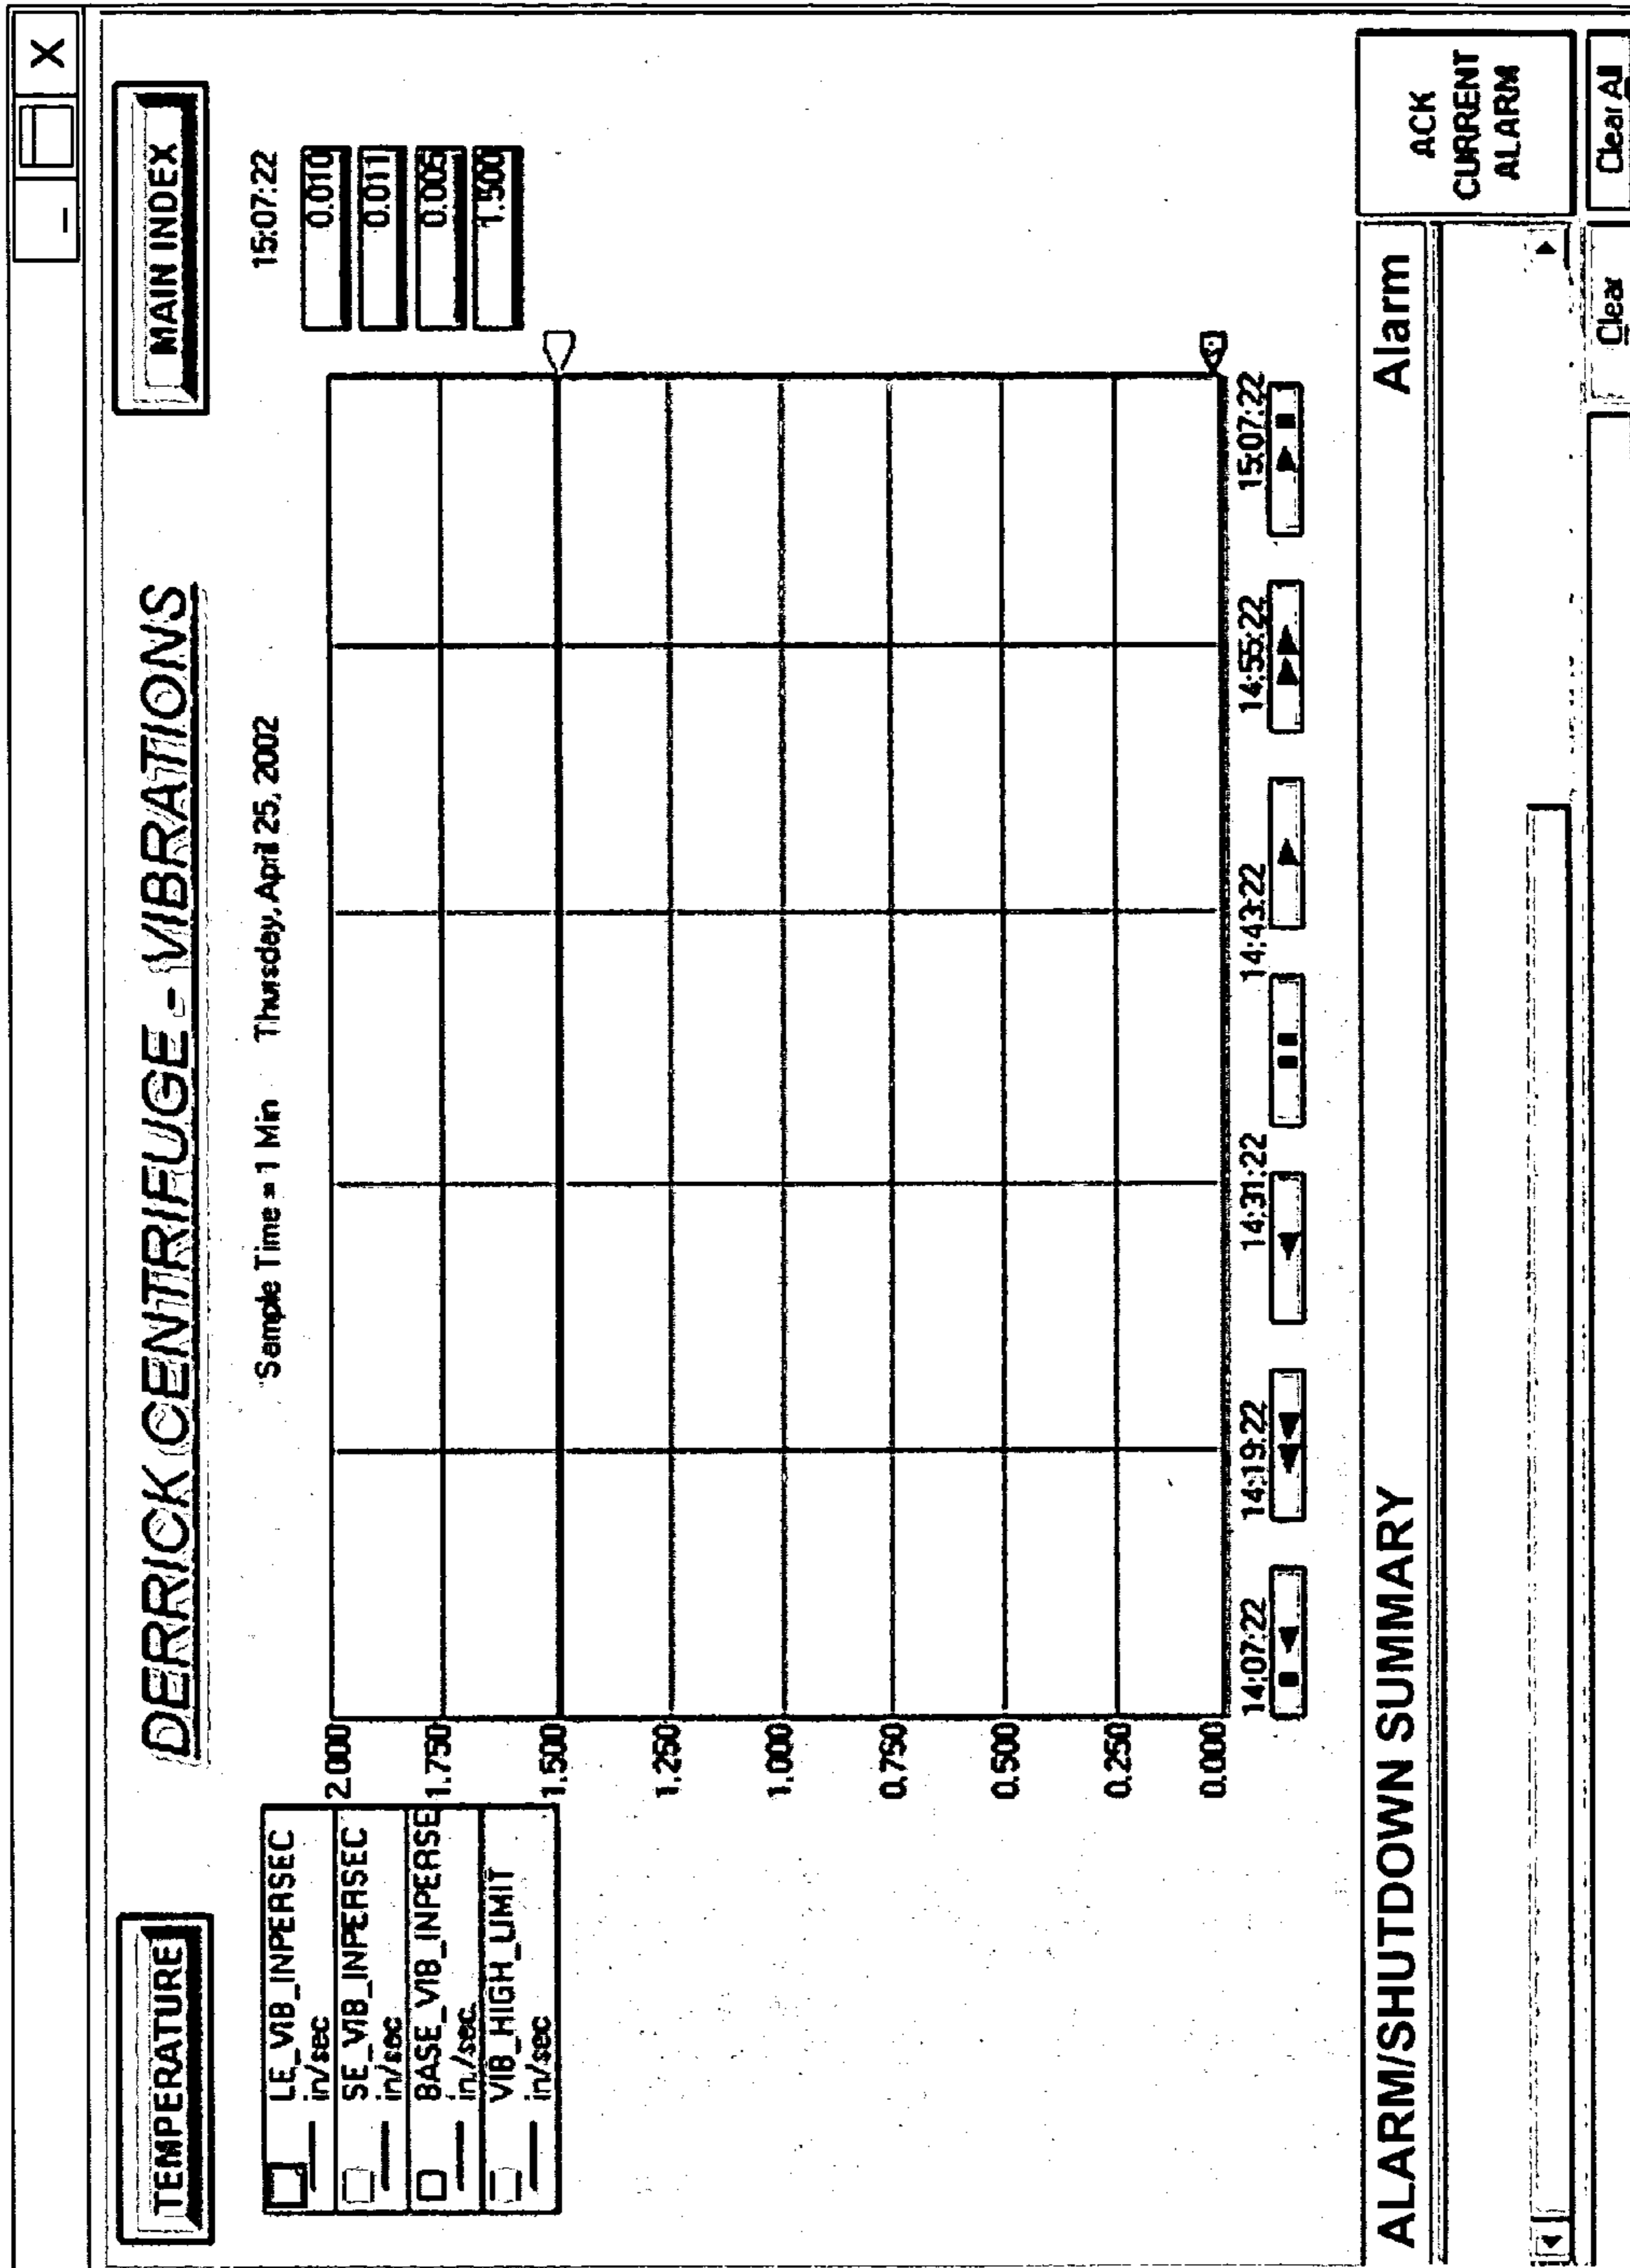 X
TEMPERATURE
DERRICK CENTRIFUGE - VIBRATIONS
MAIN INDEX
Sample Time = 1 Min Thursday, April 25, 2002
15:07:22
LE_VIB_INPERSEC
in/sec
SE_VIB_INPERSEC
in/sec
BASE_VIB_INPERSE
in./sec
VIB_HIGH_LIMIT
in/sec
0.010
0.011
0.005
1.500
2.000
1.750
1.500
1.250
1.000
0.750
0.500
0.250
0.000
14:07:22 14:19:22 14:31:22 14:43:22 14:55:22 15:07:22
ALARM/SHUTDOWN SUMMARY Alarm
ACK
CURRENT
ALARM
Clear Clear All